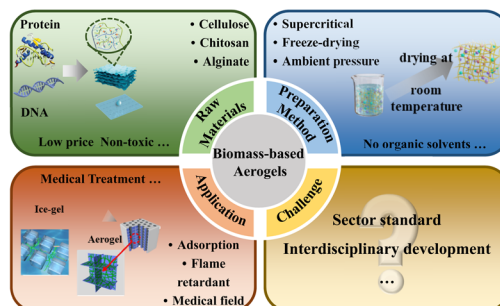 Protein
DNA
• Cellulose
• Chitosan
• Alginate
Low price Non-toxic ...
• Supercritical
• Freeze-drying
• Ambient pressure
drying at
room
temperature
No organic solvents ...
Raw
Materials
Preparation
Method
Biomass-based
Aerogels
Application
Challenge
Medical Treatment ...
Ice-gel
Aerogel
• Adsorption
• Flame
retardant
• Medical field
?
Sector standard
Interdisciplinary development
...